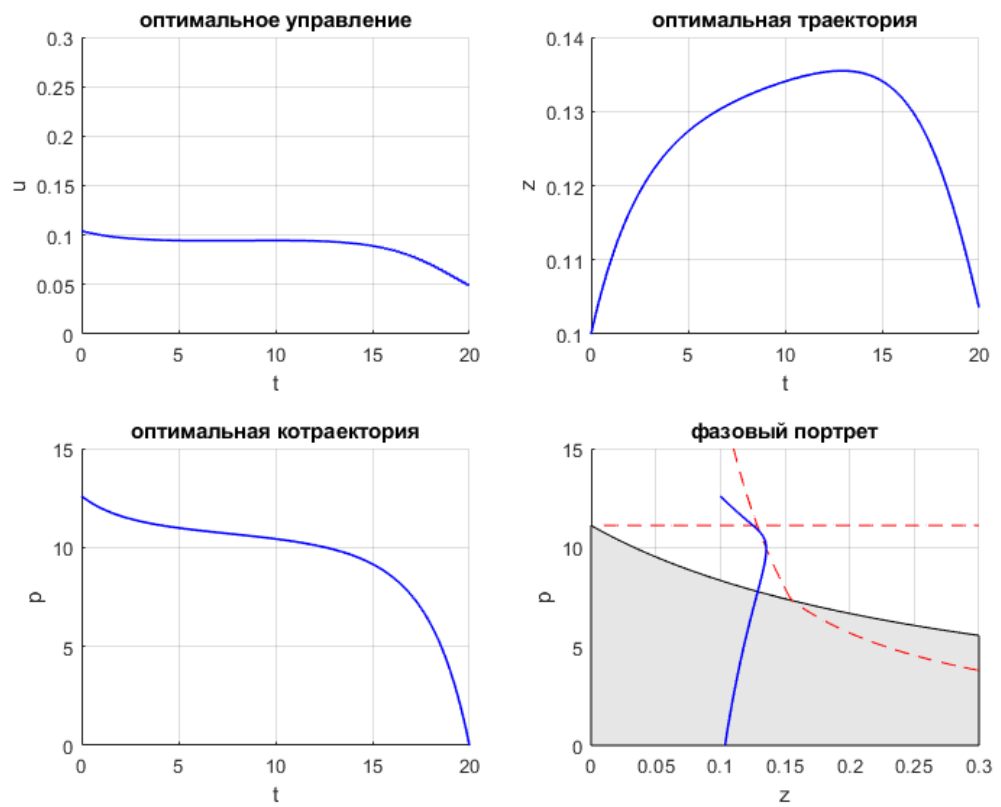 оптимальное управление
0.3
0.25
0.2
0.15
0.1
0.05
0
u
0 5 10 15 20
t
оптимальная траектория
0.14
0.13
0.12
0.11
0.1
z
0 5 10 15 20
t
оптимальная котраектория
15
10
5
0
p
0 5 10 15 20
t
фазовый портрет
15
10
5
0
p
0 0.05 0.1 0.15 0.2 0.25 0.3
z